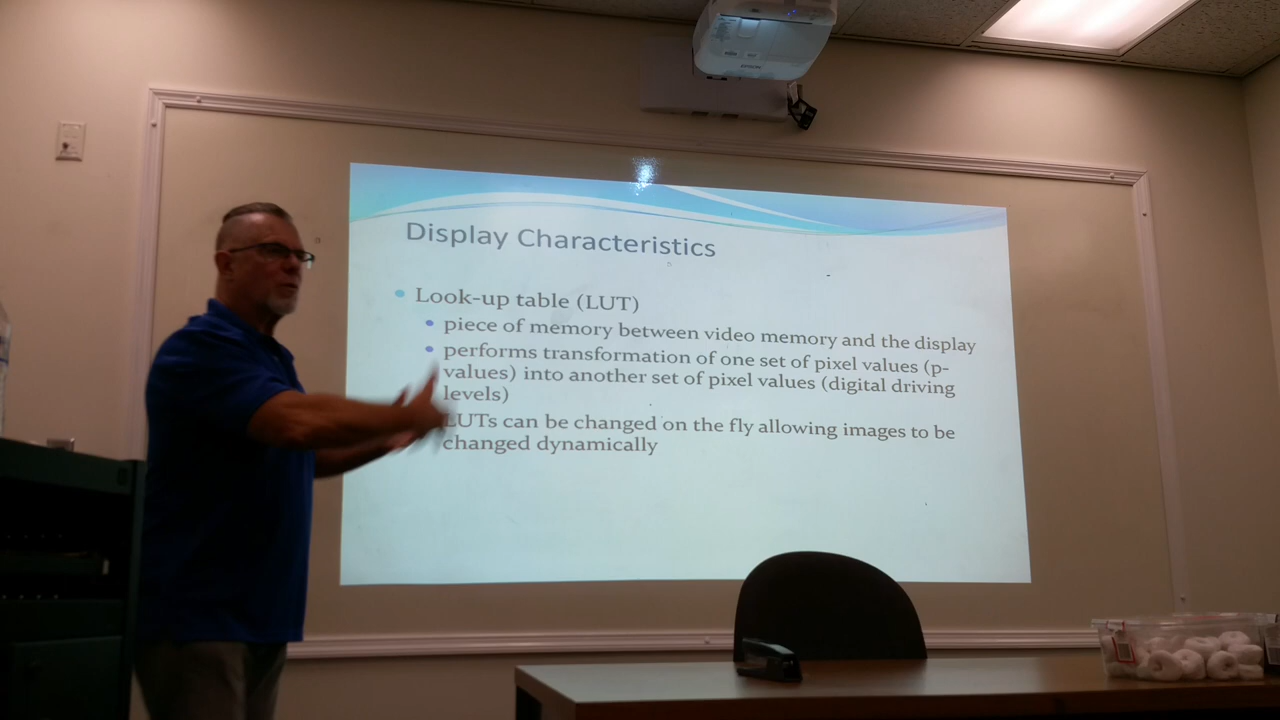 Display Characteristics
Look-up table (LUT)
piece of memory between video memory and the display
performs transformation of one set of pixel values (p-
values) into another set of pixel values (digital driving
levels)
LUTs can be changed on the fly allowing images to be
changed dynamically